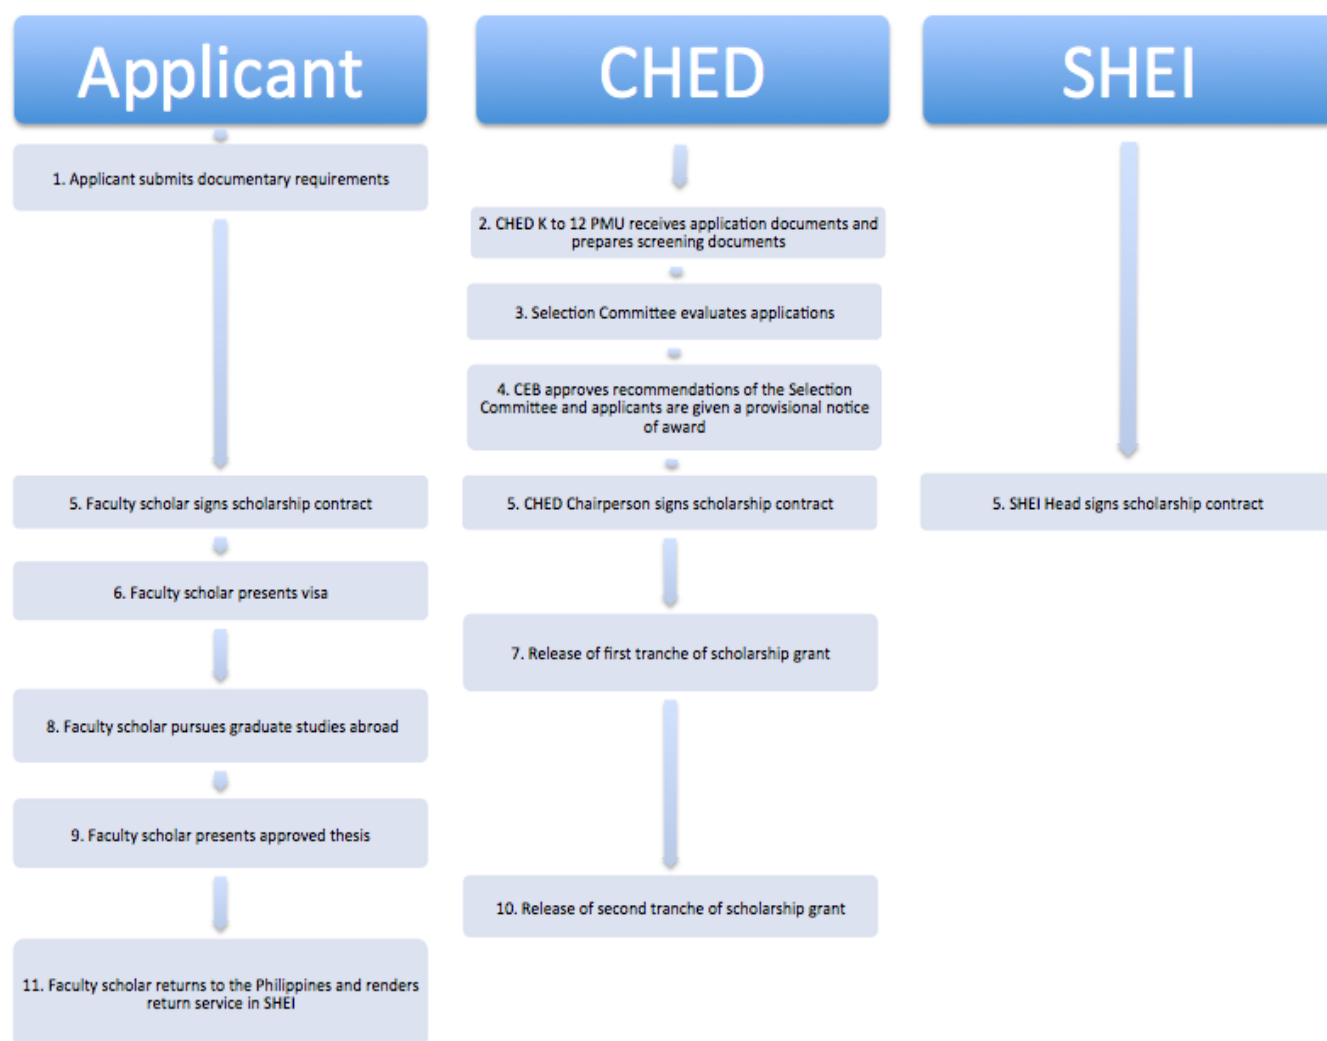 Applicant
CHED
SHEI
1. Applicant submits documentary requirements
2. CHED K to 12 PMU receives application documents and
prepares screening documents
3. Selection Committee evaluates applications
4. CEB approves recommendations of the Selection
Committee and applicants are given a provisional notice
of award
5. Faculty scholar signs scholarship contract
5. CHED Chairperson signs scholarship contract
5. SHEI Head signs scholarship contract
6. Faculty scholar presents visa
7. Release of first tranche of scholarship grant
8. Faculty scholar pursues graduate studies abroad
9. Faculty scholar presents approved thesis
10. Release of second tranche of scholarship grant
11. Faculty scholar returns to the Philippines and renders
return service in SHEI